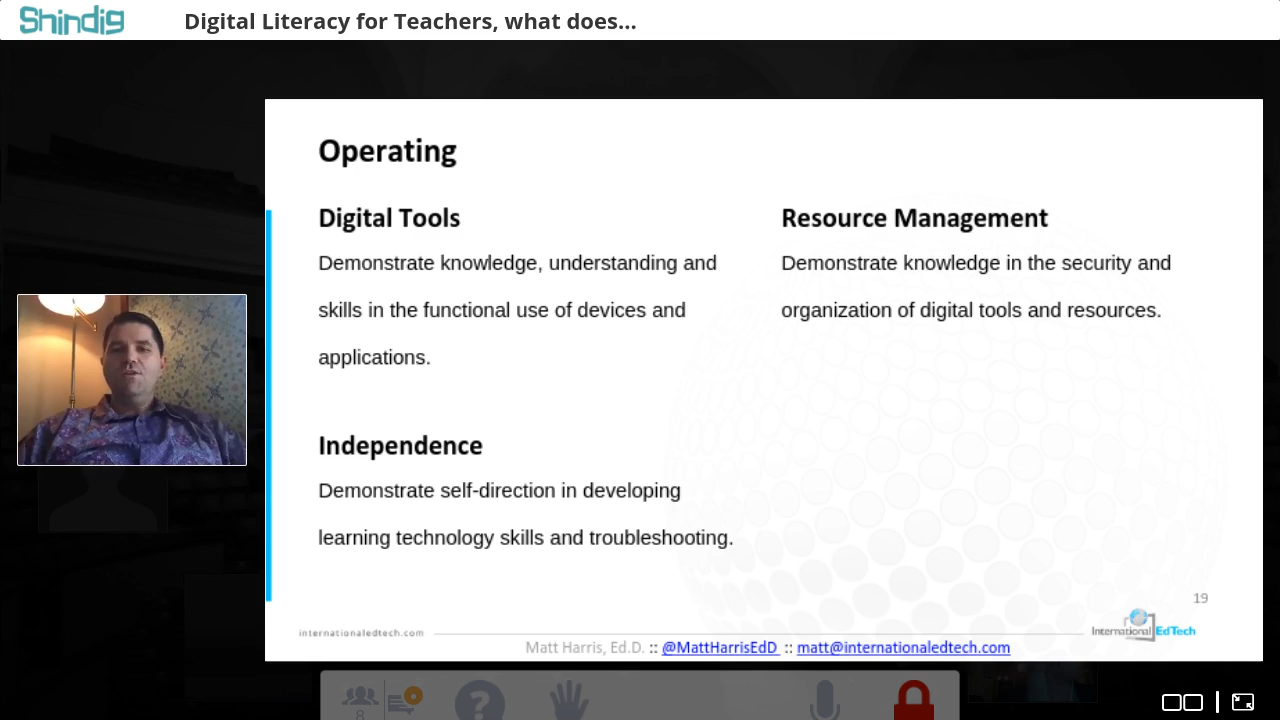 Shindig
Digital Literacy for Teachers, what does...
Operating
Digital Tools
Demonstrate knowledge, understanding and
skills in the functional use of devices and
applications.
Resource Management
Demonstrate knowledge in the security and
organization of digital tools and resources.
Independence
Demonstrate self-direction in developing
learning technology skills and troubleshooting.
19
internationaledtech.com
International EdTech
Matt Harris, Ed.D. :: @MattHarrisEdD :: matt@internationaledtech.com
8
?